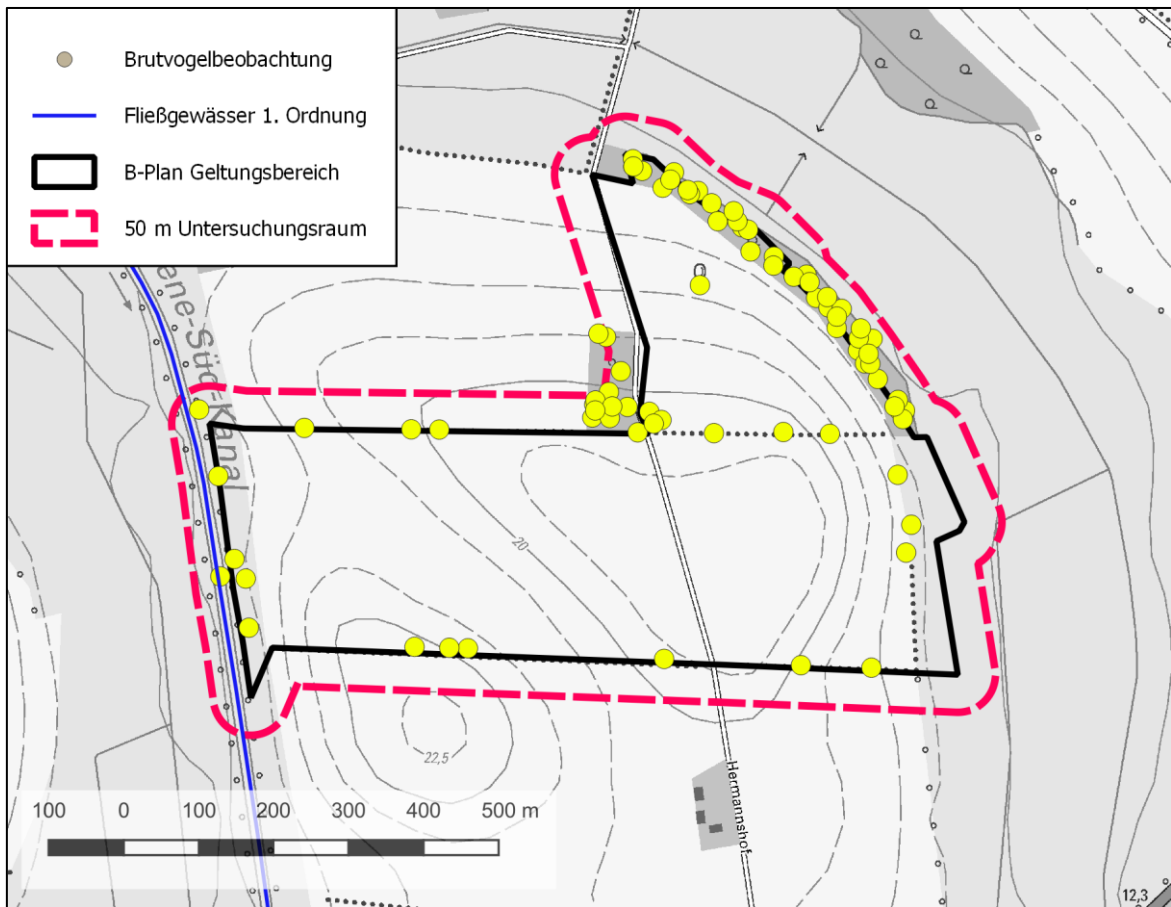 Brutvogelbeobachtung
Fließgewässer 1. Ordnung
B-Plan Geltungsbereich
50 m Untersuchungsraum
ene-Süd-Kanal
20
22,5
Hermannshof
100 0 100 200 300 400 500 m
12,3